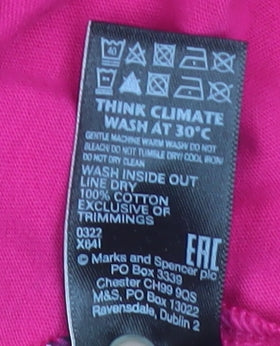 THINK CLIMATE
WASH AT 30°C
GENTLE MACHINE WARM WASH/ DO NOT
BLEACH/ DO NOT TUMBLE DRY/ COOL IRON/
DO NOT DRY CLEAN
WASH INSIDE OUT
LINE DRY
100% COTTON
EXCLUSIVE OF
TRIMMINGS
0322
X641
EAC
© Marks and Spencer plc
PO Box 3339
Chester CH99 9QS
M&S, PO Box 13022
Ravensdale, Dublin 2